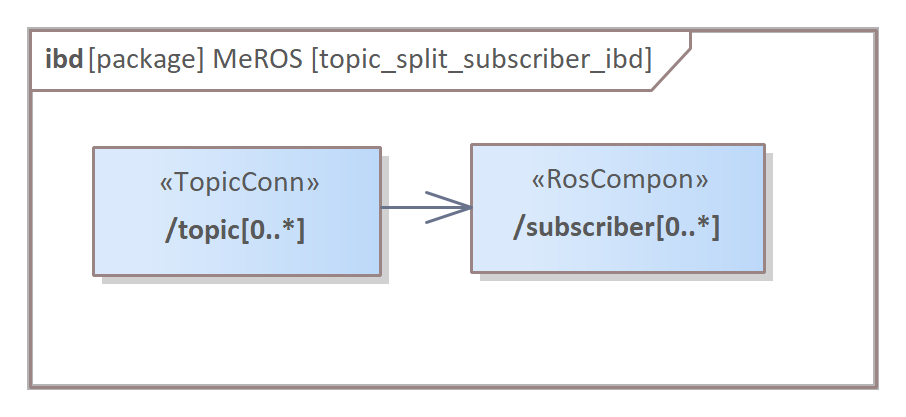 ibd [package] MeROS [topic_split_subscriber_ibd]
«TopicConn»
/topic[0..*]
«RosCompon»
/subscriber[0..*]